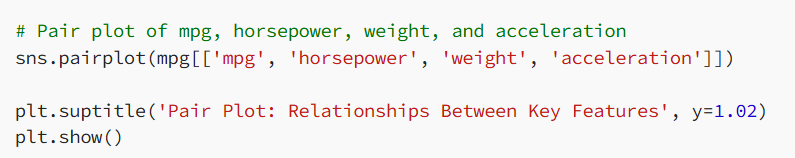 # Pair plot of mpg, horsepower, weight, and acceleration
sns.pairplot(mpg[['mpg', 'horsepower', 'weight', 'acceleration']])
plt.suptitle('Pair Plot: Relationships Between Key Features', y=1.02)
plt.show()